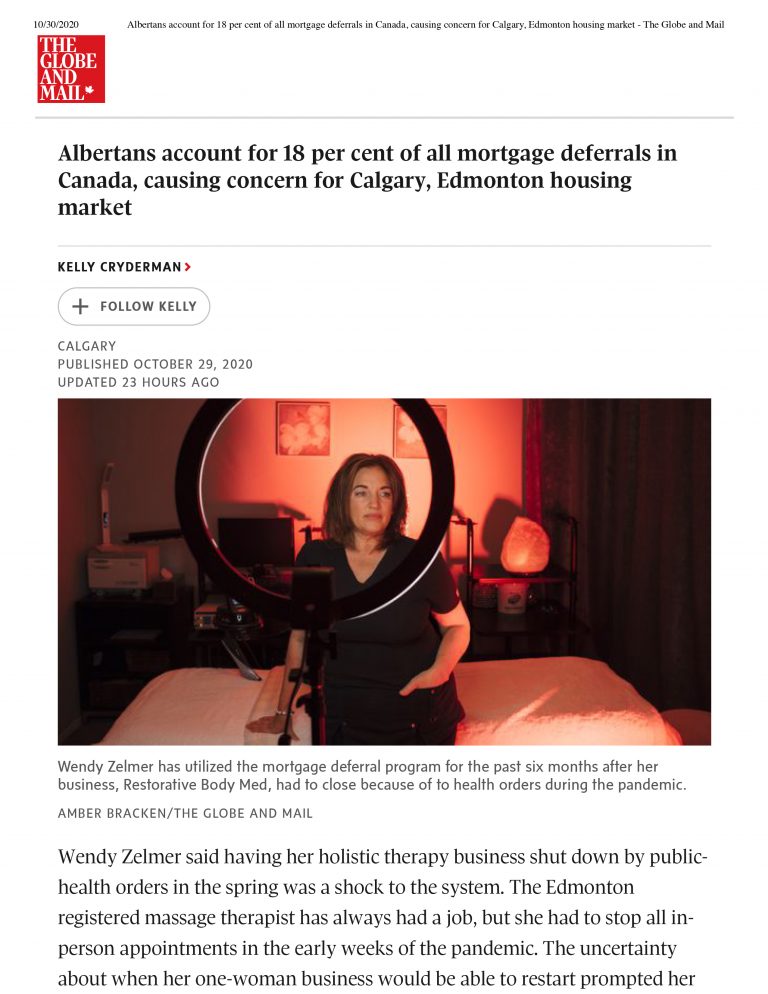 10/30/2020 Albertans account for 18 per cent of all mortgage deferrals in Canada, causing concern for Calgary, Edmonton housing market - The Globe and Mail
THE
GLOBE
AND
MAIL
Albertans account for 18 per cent of all mortgage deferrals in
Canada, causing concern for Calgary, Edmonton housing
market
KELLY CRYDERMAN >
+ FOLLOW KELLY
CALGARY
PUBLISHED OCTOBER 29, 2020
UPDATED 23 HOURS AGO
Wendy Zelmer has utilized the mortgage deferral program for the past six months after her
business, Restorative Body Med, had to close because of to health orders during the pandemic.
AMBER BRACKEN/THE GLOBE AND MAIL
Wendy Zelmer said having her holistic therapy business shut down by public-
health orders in the spring was a shock to the system. The Edmonton
registered massage therapist has always had a job, but she had to stop all in-
person appointments in the early weeks of the pandemic. The uncertainty
about when her one-woman business would be able to restart prompted her